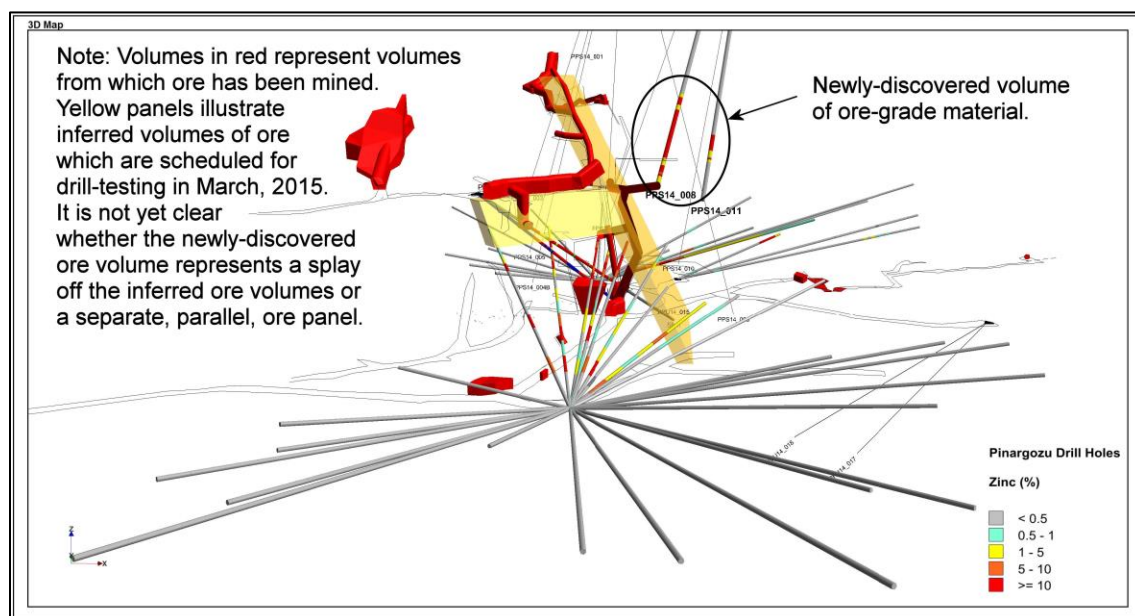 3D Map
Note: Volumes in red represent volumes
from which ore has been mined.
Yellow panels illustrate
inferred volumes of ore
which are scheduled for
drill-testing in March, 2015.
It is not yet clear
whether the newly-discovered
ore volume represents a splay
off the inferred ore volumes or
a separate, parallel, ore panel.
Newly-discovered volume
of ore-grade material.
PPS14_008
PPS14_011
PPS14_004B
Pinargozu Drill Holes
Zinc (%)
< 0.5
0.5 - 1
1 - 5
5 - 10
>= 10
Z
X